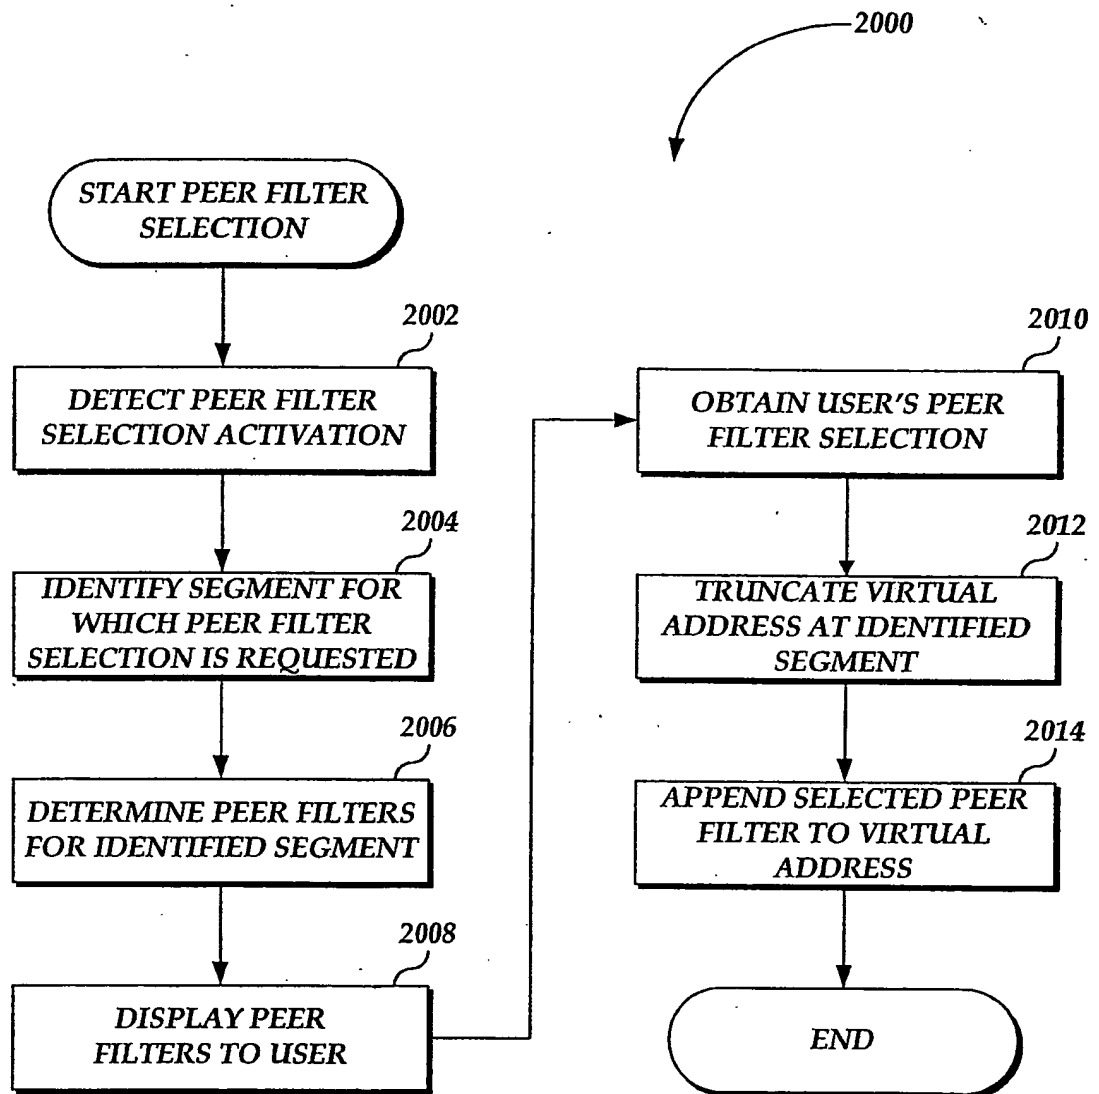 2000
START PEER FILTER
SELECTION
2002
DETECT PEER FILTER
SELECTION ACTIVATION
2004
IDENTIFY SEGMENT FOR
WHICH PEER FILTER
SELECTION IS REQUESTED
2006
DETERMINE PEER FILTERS
FOR IDENTIFIED SEGMENT
2008
DISPLAY PEER
FILTERS TO USER
2010
OBTAIN USER'S PEER
FILTER SELECTION
2012
TRUNCATE VIRTUAL
ADDRESS AT IDENTIFIED
SEGMENT
2014
APPEND SELECTED PEER
FILTER TO VIRTUAL
ADDRESS
END